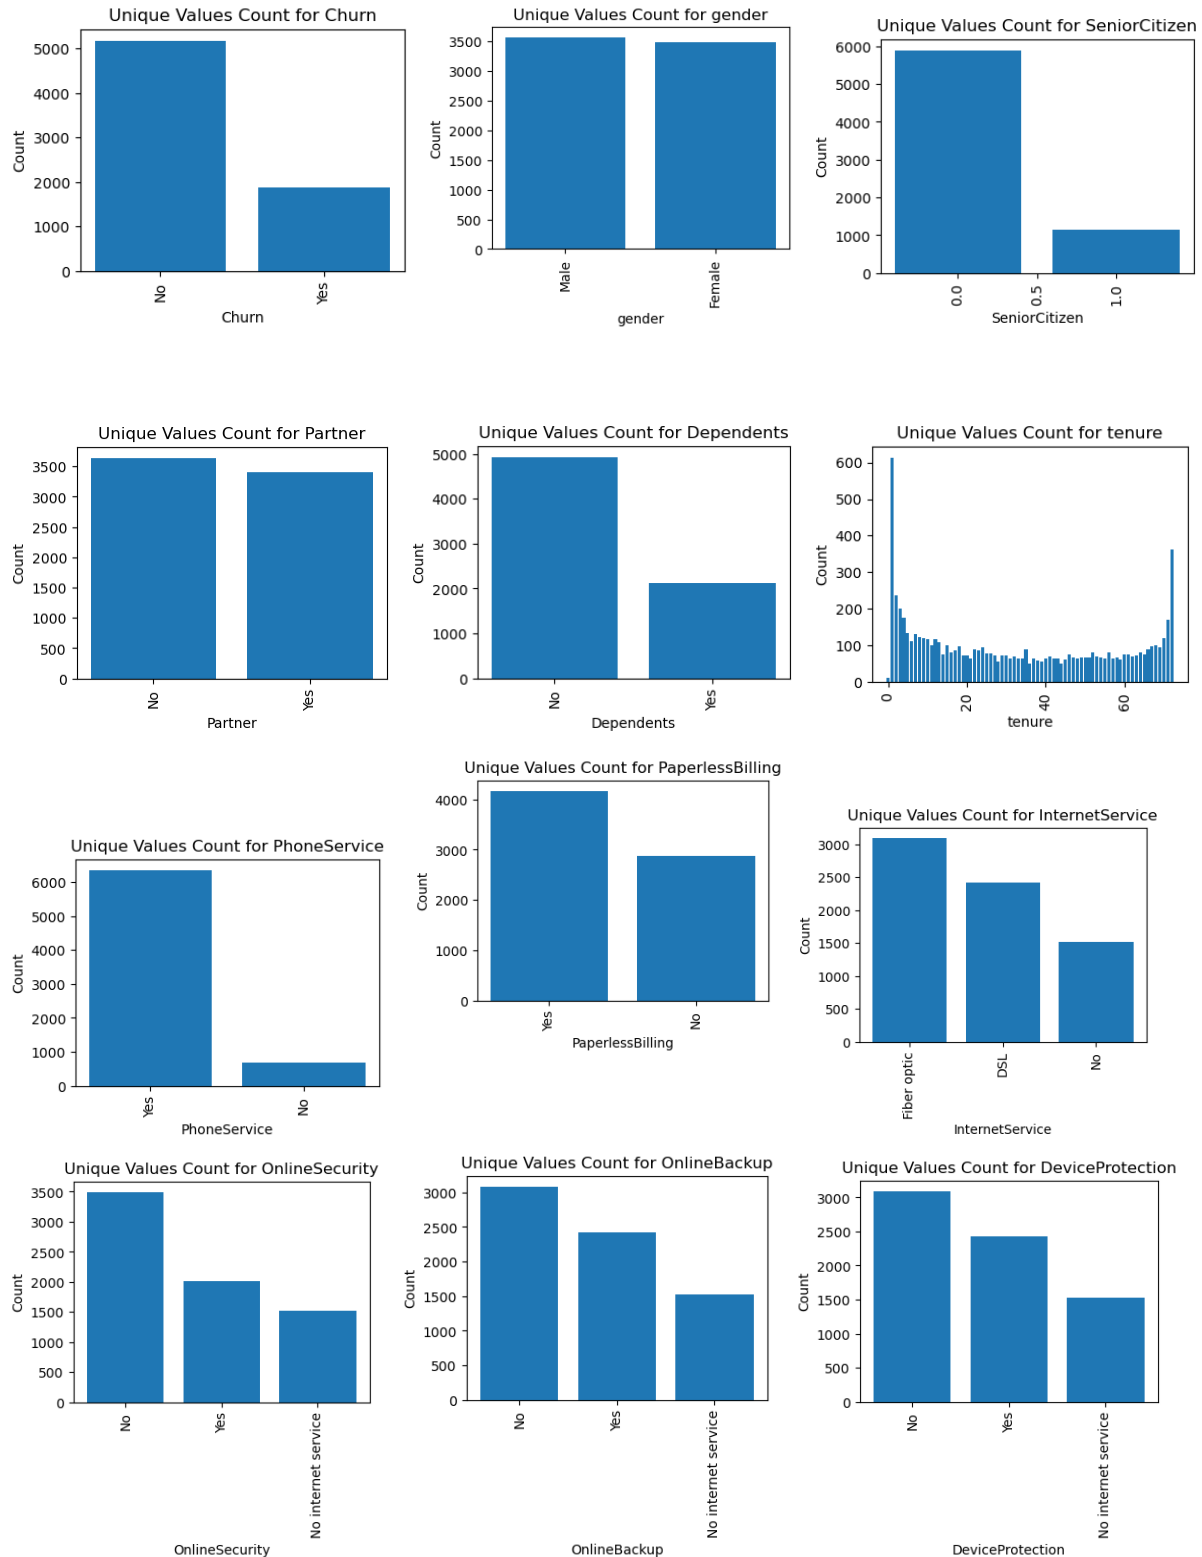 Unique Values Count for Churn
5000
4000
3000
2000
1000
0
Count
No
Yes
Churn
Unique Values Count for gender
3500
3000
2500
2000
1500
1000
500
0
Count
Male
Female
gender
Unique Values Count for SeniorCitizen
6000
5000
4000
3000
2000
1000
0
Count
0.0
0.5
1.0
SeniorCitizen
Unique Values Count for Partner
3500
3000
2500
2000
1500
1000
500
0
Count
No
Yes
Partner
Unique Values Count for Dependents
5000
4000
3000
2000
1000
0
Count
No
Yes
Dependents
Unique Values Count for tenure
600
500
400
300
200
100
0
Count
0
20
40
60
tenure
Unique Values Count for PhoneService
6000
5000
4000
3000
2000
1000
0
Count
Yes
No
PhoneService
Unique Values Count for PaperlessBilling
4000
3000
2000
1000
0
Count
Yes
No
PaperlessBilling
Unique Values Count for InternetService
3000
2500
2000
1500
1000
500
0
Count
Fiber optic
DSL
No
InternetService
Unique Values Count for OnlineSecurity
3500
3000
2500
2000
1500
1000
500
0
Count
No
Yes
No internet service
OnlineSecurity
Unique Values Count for OnlineBackup
3000
2500
2000
1500
1000
500
0
Count
No
Yes
No internet service
OnlineBackup
Unique Values Count for DeviceProtection
3000
2500
2000
1500
1000
500
0
Count
No
Yes
No internet service
DeviceProtection